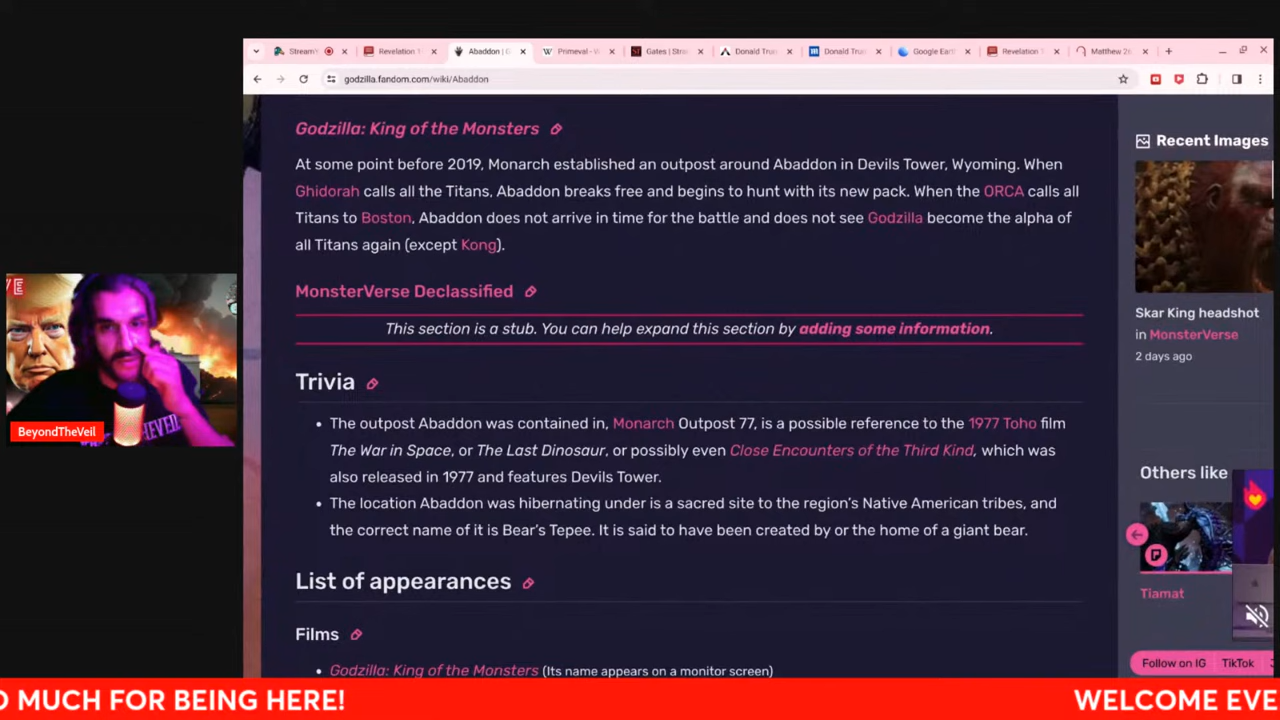 StreamY
Revelation 1
Abaddon | G
Primeval - V
Gates | Stro
Donald Trum
Donald Trum
Google Eart
Revelation 1
Matthew 2
godzilla.fandom.com/wiki/Abaddon
Godzilla: King of the Monsters
At some point before 2019, Monarch established an outpost around Abaddon in Devils Tower, Wyoming. When
Ghidorah calls all the Titans, Abaddon breaks free and begins to hunt with its new pack. When the ORCA calls all
Titans to Boston, Abaddon does not arrive in time for the battle and does not see Godzilla become the alpha of
all Titans again (except Kong).
MonsterVerse Declassified
This section is a stub. You can help expand this section by adding some information.
Trivia
The outpost Abaddon was contained in, Monarch Outpost 77, is a possible reference to the 1977 Toho film
The War in Space, or The Last Dinosaur, or possibly even Close Encounters of the Third Kind, which was
also released in 1977 and features Devils Tower.
The location Abaddon was hibernating under is a sacred site to the region's Native American tribes, and
the correct name of it is Bear's Tepee. It is said to have been created by or the home of a giant bear.
List of appearances
Films
Godzilla: King of the Monsters (Its name appears on a monitor screen)
Recent Images
Skar King headshot
in MonsterVerse
2 days ago
Others like
Tiamat
Follow on IG
TikTok
BeyondTheVeil
O MUCH FOR BEING HERE!
WELCOME EVE